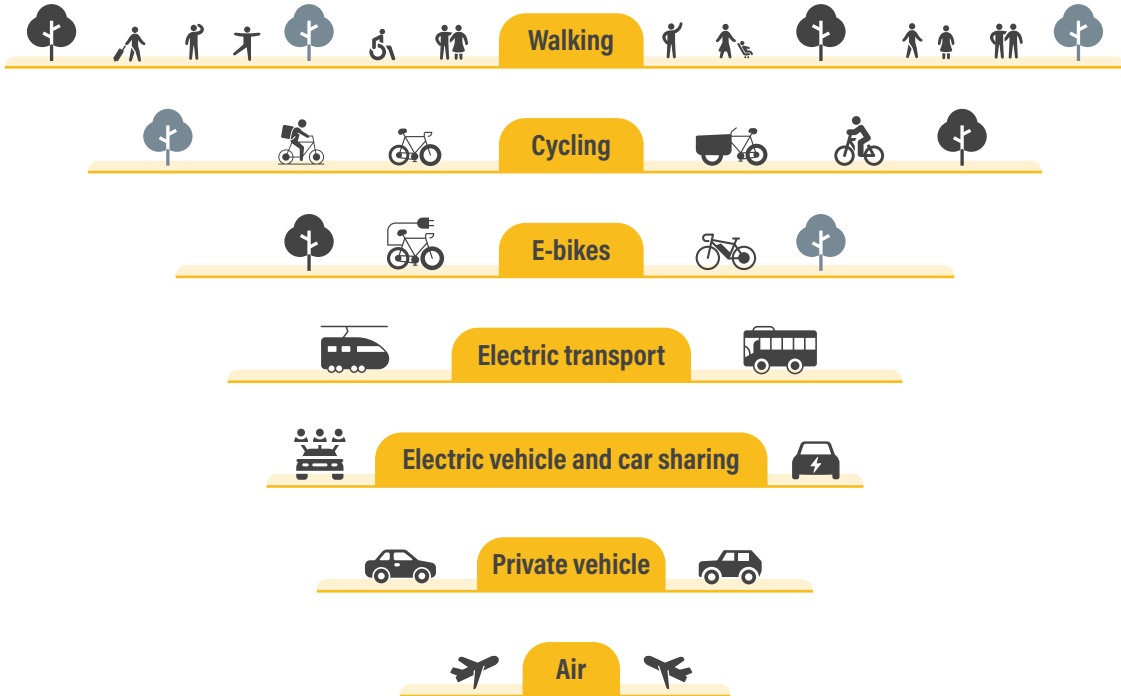 Walking
Cycling
E-bikes
Electric transport
Electric vehicle and car sharing
Private vehicle
Air